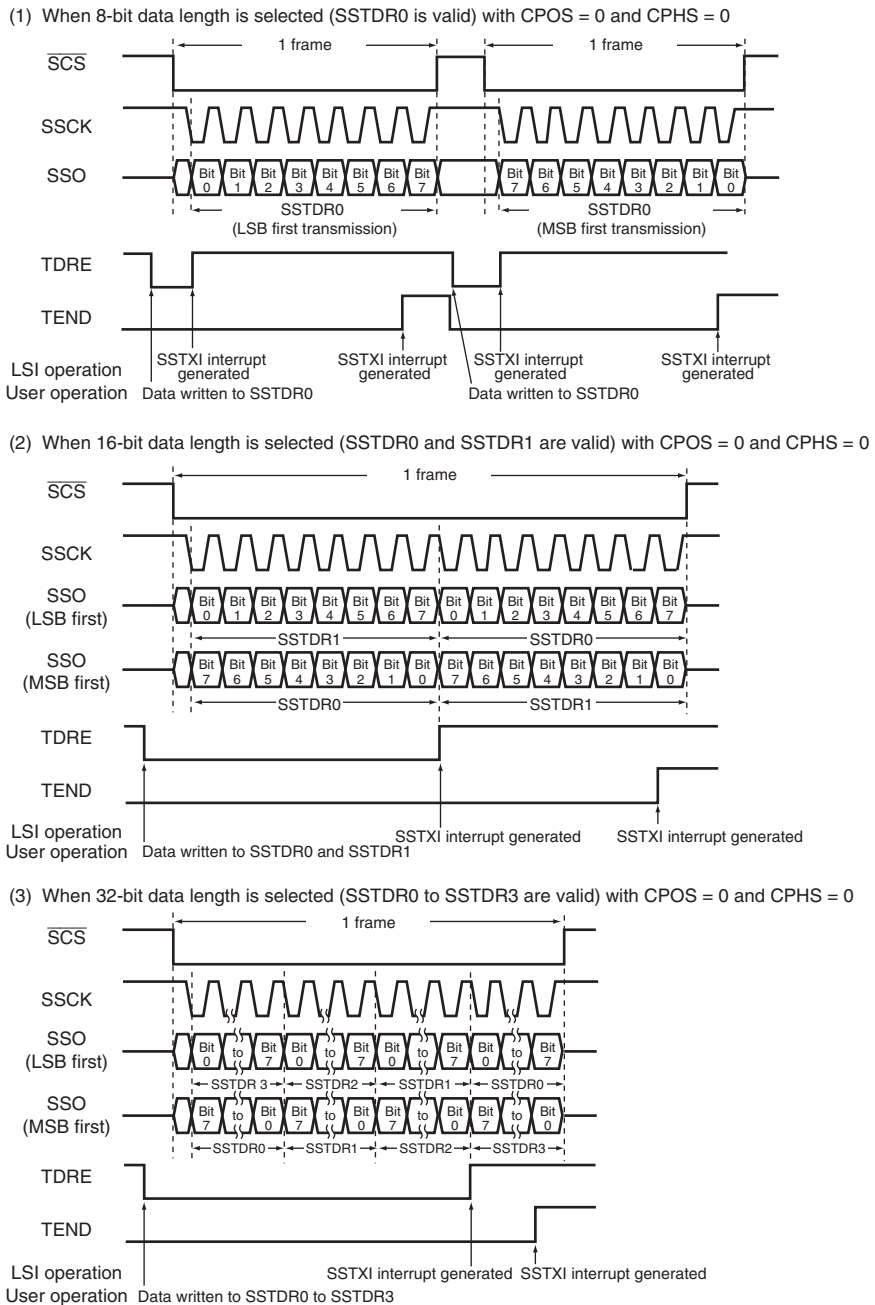 (1) When 8-bit data length is selected (SSTDR0 is valid) with CPOS = 0 and CPHS = 0
1 frame 1 frame
SCS
SSCK
SSO Bit 0 Bit 1 Bit 2 Bit 3 Bit 4 Bit 5 Bit 6 Bit 7 Bit 7 Bit 6 Bit 5 Bit 4 Bit 3 Bit 2 Bit 1 Bit 0
SSTDR0 SSTDR0
(LSB first transmission) (MSB first transmission)
TDRE
TEND
LSI operation SSTXI interrupt generated SSTXI interrupt generated SSTXI interrupt generated SSTXI interrupt generated
User operation Data written to SSTDR0 Data written to SSTDR0
(2) When 16-bit data length is selected (SSTDR0 and SSTDR1 are valid) with CPOS = 0 and CPHS = 0
1 frame
SCS
SSCK
SSO (LSB first) Bit 0 Bit 1 Bit 2 Bit 3 Bit 4 Bit 5 Bit 6 Bit 7 Bit 0 Bit 1 Bit 2 Bit 3 Bit 4 Bit 5 Bit 6 Bit 7
SSTDR1 SSTDR0
SSO (MSB first) Bit 7 Bit 6 Bit 5 Bit 4 Bit 3 Bit 2 Bit 1 Bit 0 Bit 7 Bit 6 Bit 5 Bit 4 Bit 3 Bit 2 Bit 1 Bit 0
SSTDR0 SSTDR1
TDRE
TEND
LSI operation SSTXI interrupt generated SSTXI interrupt generated
User operation Data written to SSTDR0 and SSTDR1
(3) When 32-bit data length is selected (SSTDR0 to SSTDR3 are valid) with CPOS = 0 and CPHS = 0
1 frame
SCS
SSCK
SSO (LSB first) Bit 0 to Bit 7 Bit 0 to Bit 7 Bit 0 to Bit 7 Bit 0 to Bit 7
SSTDR 3 SSTDR2 SSTDR1 SSTDR0
SSO (MSB first) Bit 7 to Bit 0 Bit 7 to Bit 0 Bit 7 to Bit 0 Bit 7 to Bit 0
SSTDR0 SSTDR1 SSTDR2 SSTDR3
TDRE
TEND
LSI operation SSTXI interrupt generated SSTXI interrupt generated
User operation Data written to SSTDR0 to SSTDR3